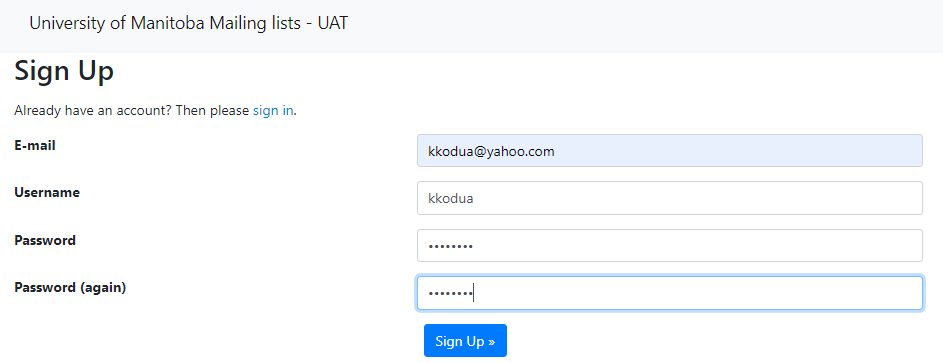 University of Manitoba Mailing lists - UAT
Sign Up
Already have an account? Then please sign in.
E-mail
kkodua@yahoo.com
Username
kkodua
Password
••••••••
Password (again)
••••••••
Sign Up »